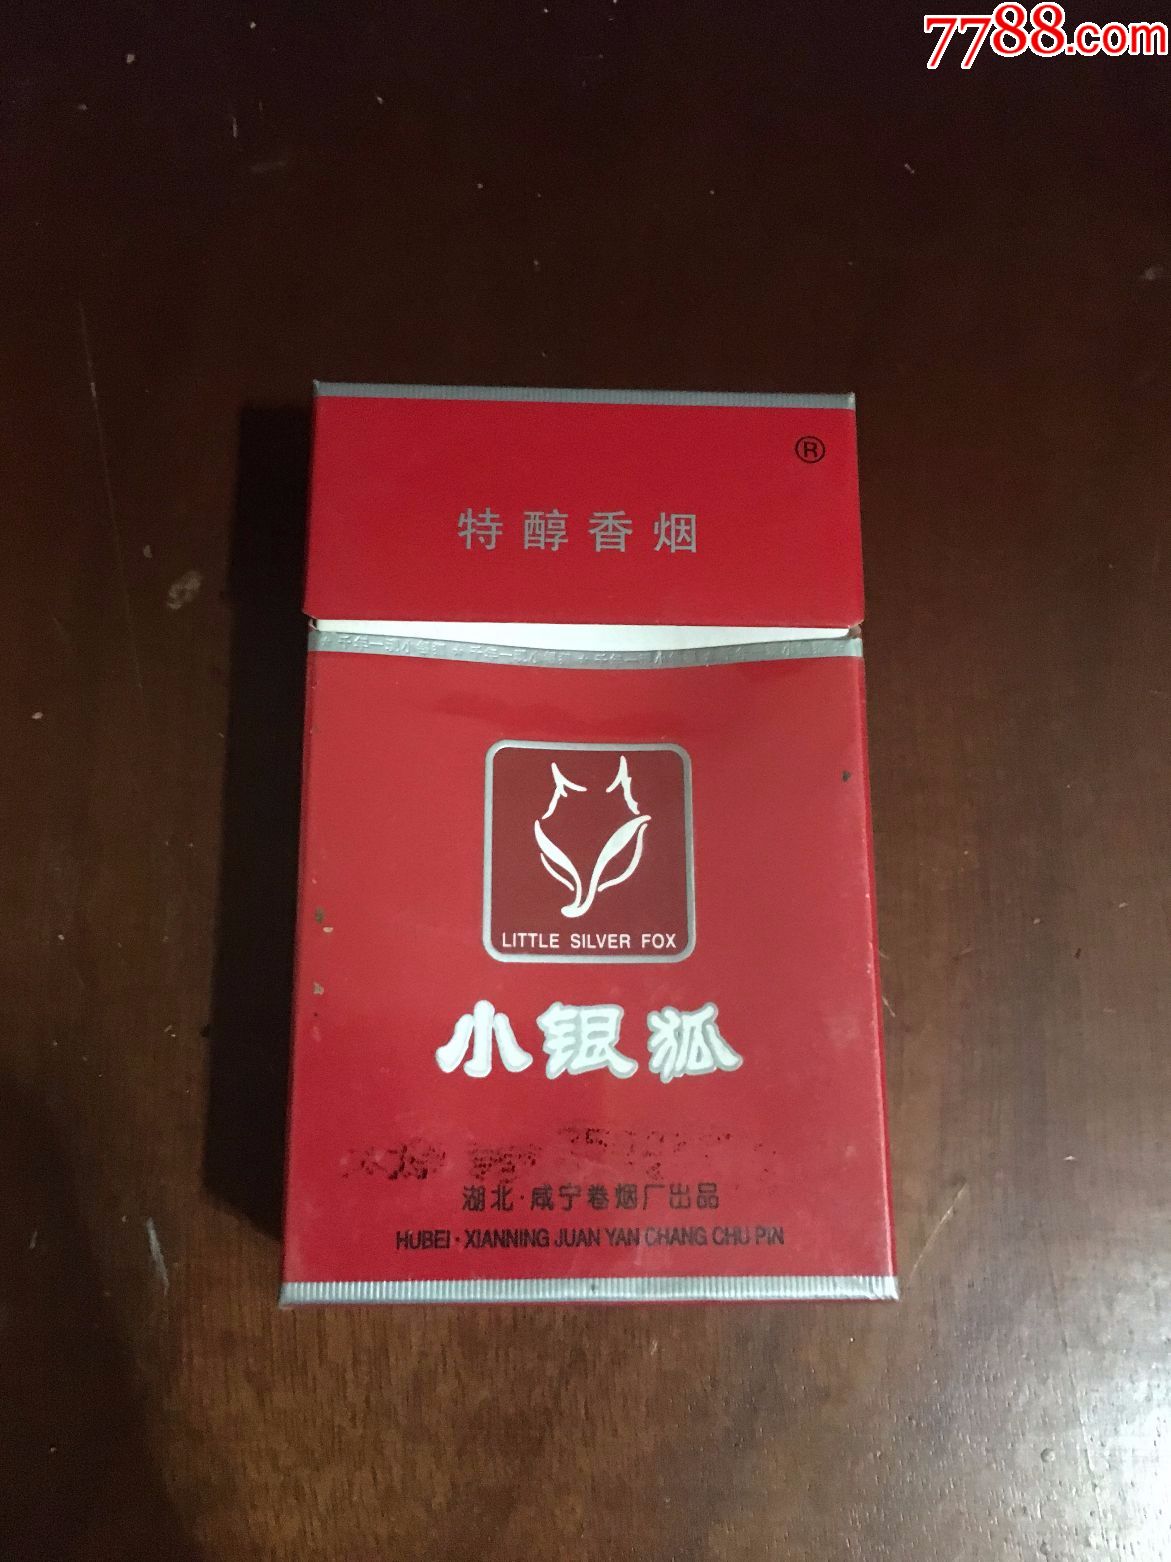 7788.com
®
特醇香烟
LITTLE SILVER FOX
小银狐
湖北·咸宁卷烟厂出品
HUBEI·XIANNING JUAN YAN CHANG CHU PIN